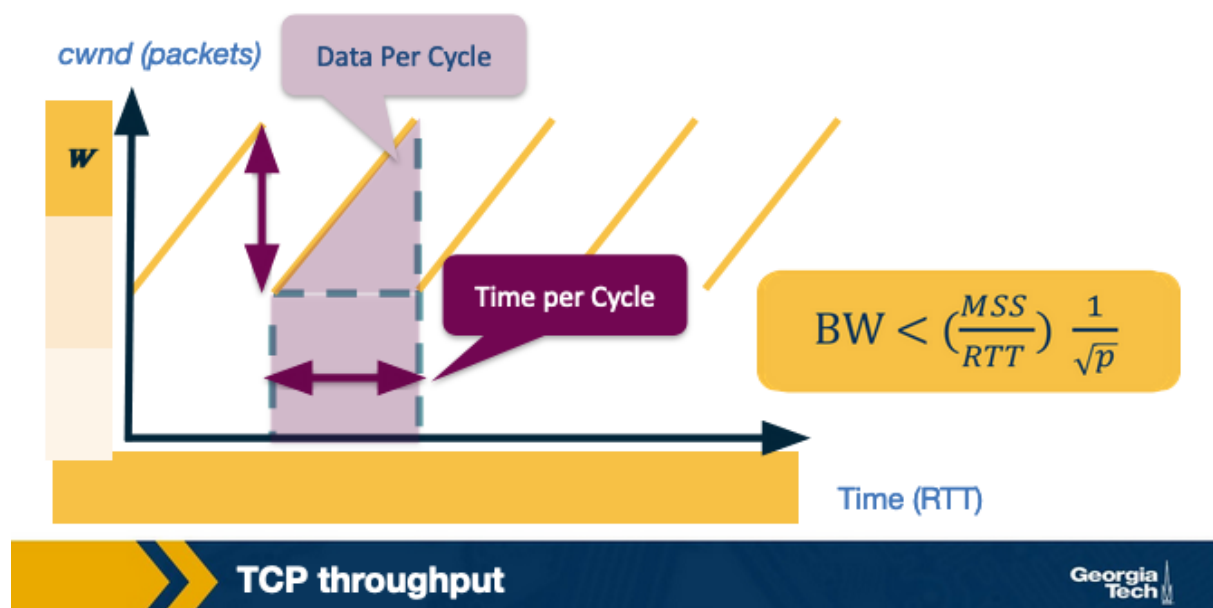 cwnd (packets)
Data Per Cycle
W
Time per Cycle
BW < (MSS/RTT) 1/√p
Time (RTT)
TCP throughput
Georgia
Tech